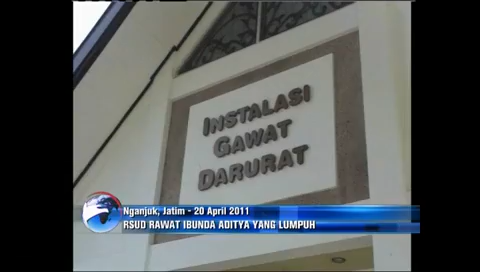 INSTALASI
GAWAT
DARURAT
Nganjuk, Jatim - 20 April 2011
RSUD RAWAT IBUNDA ADITYA YANG LUMPUH